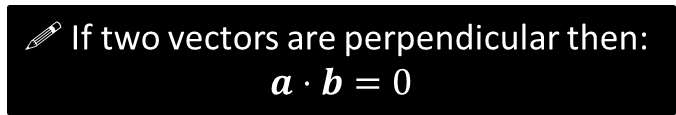 If two vectors are perpendicular then:
a · b = 0